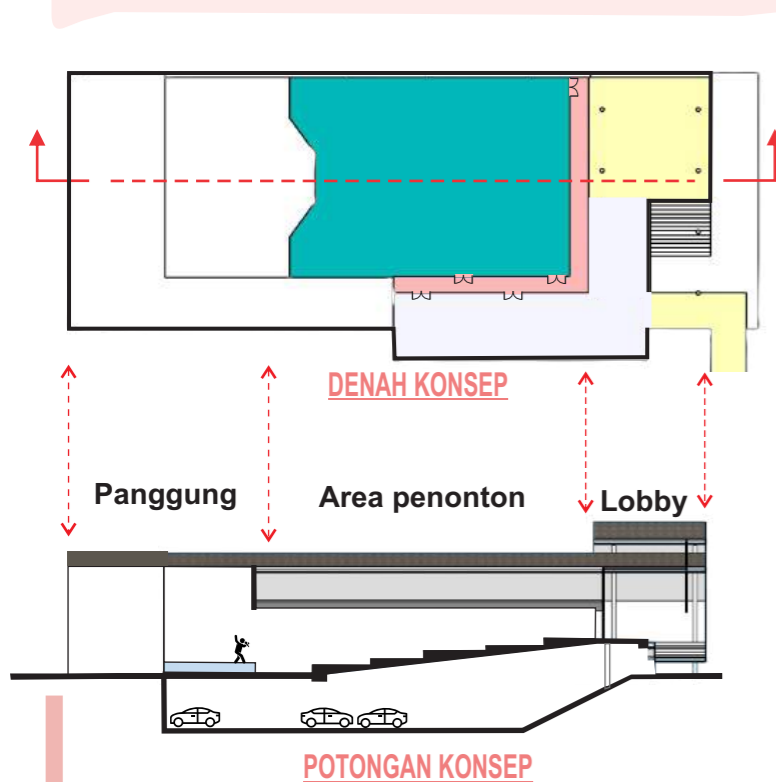 DENAH KONSEP
Panggung
Area penonton
Lobby
POTONGAN KONSEP